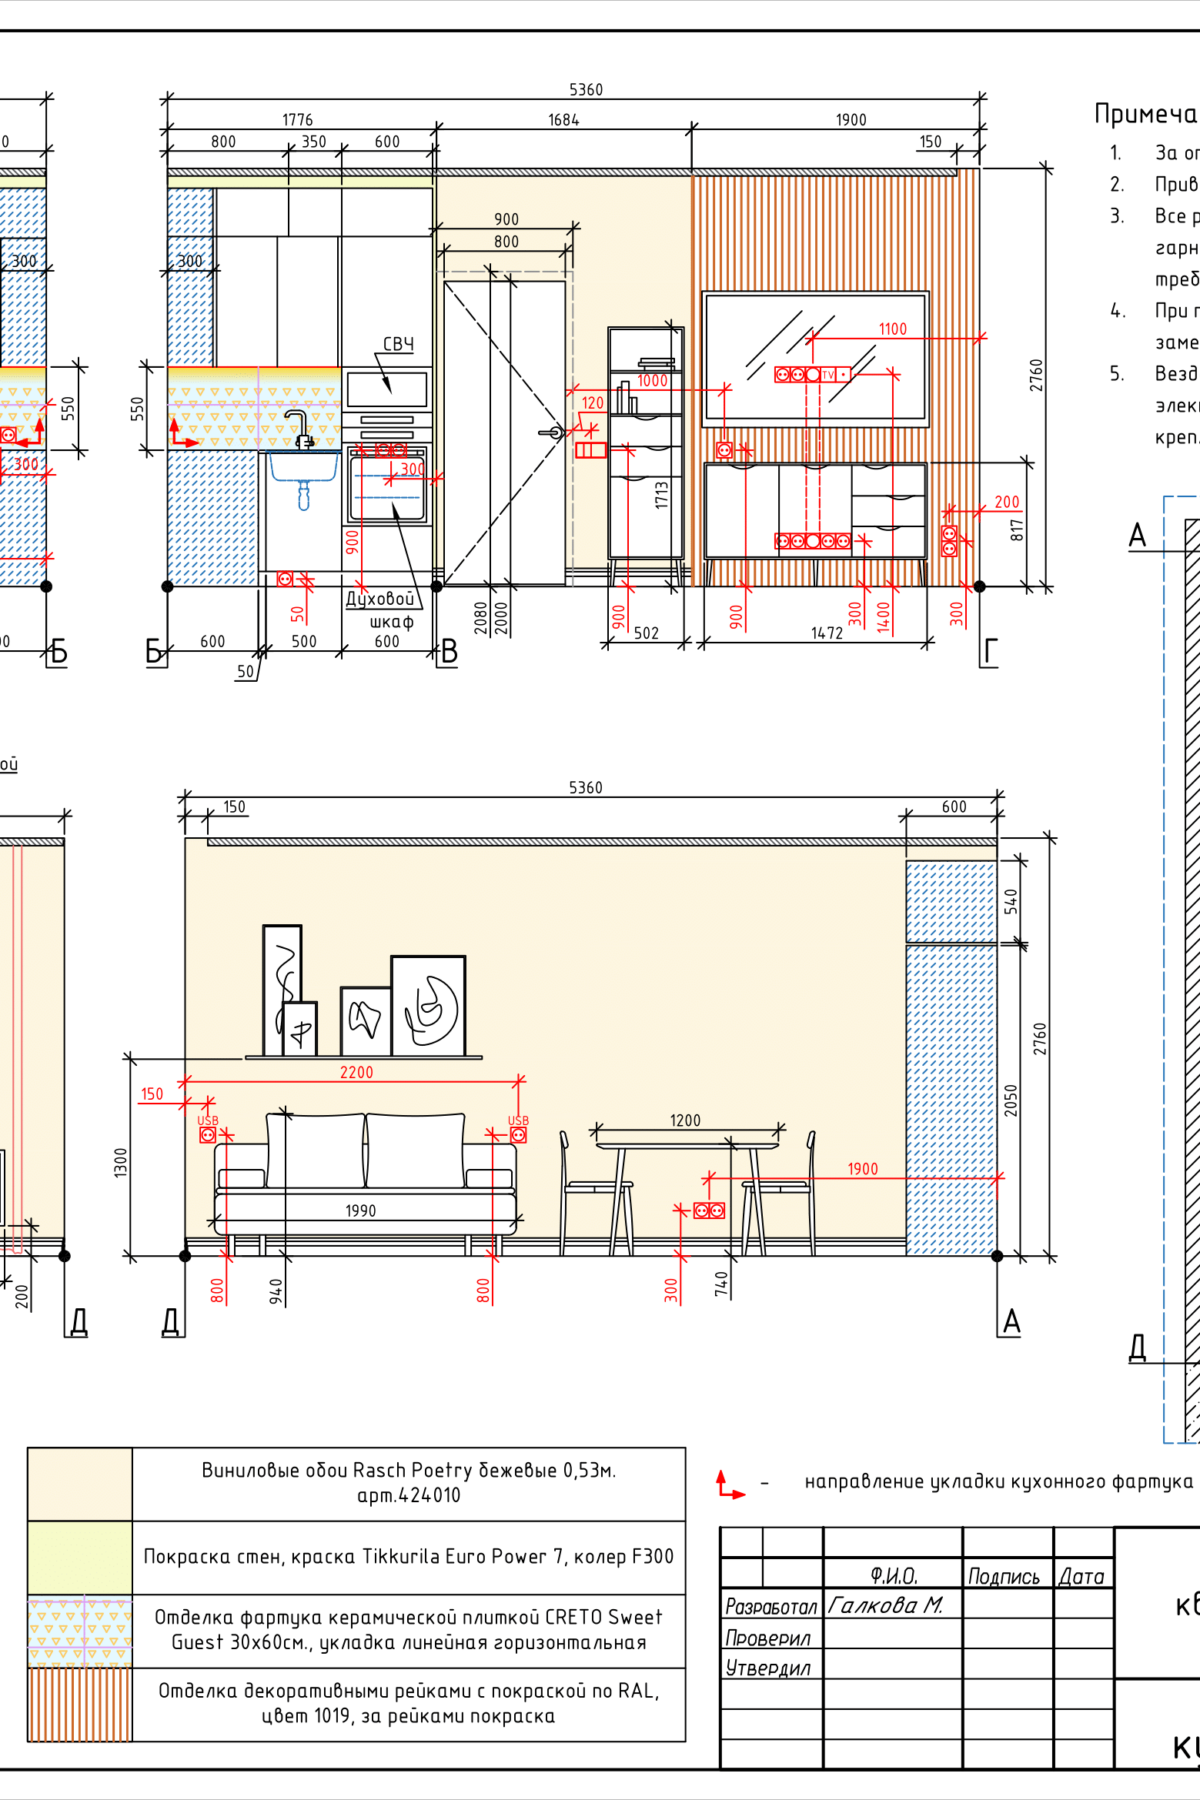 5360
1776
1684
1900
800
350
600
150
300
300
900
800
СВЧ
1100
TV
1000
120
550
550
300
300
900
2760
1713
200
817
50
Духовой
шкаф
2080
2000
900
900
300
1400
300
600
500
600
502
1472
50
Б
Б
В
Г
Примеча
1.
2.
3.
4.
5.
За
Прив
Все
гарн
треб
При
заме
Везд
элек
креп
А
Д
ой
5360
150
600
540
2760
2050
2200
150
USB
USB
1300
1200
1900
1990
800
940
800
300
740
200
Д
Д
А
Виниловые обои Rasch Poetry бежевые 0,53м.
арт.424010
Покраска стен, краска Tikkurila Euro Power 7, колер F300
Отделка фартука керамической плиткой CRETO Sweet
Guest 30х60см., укладка линейная горизонтальная
Отделка декоративными рейками с покраской по RAL,
цвет 1019, за рейками покраска
– направление укладки кухонного фартука
Ф.И.О. Подпись Дата
Разработал Галкова М.
Проверил
Утвердил
кв
ку